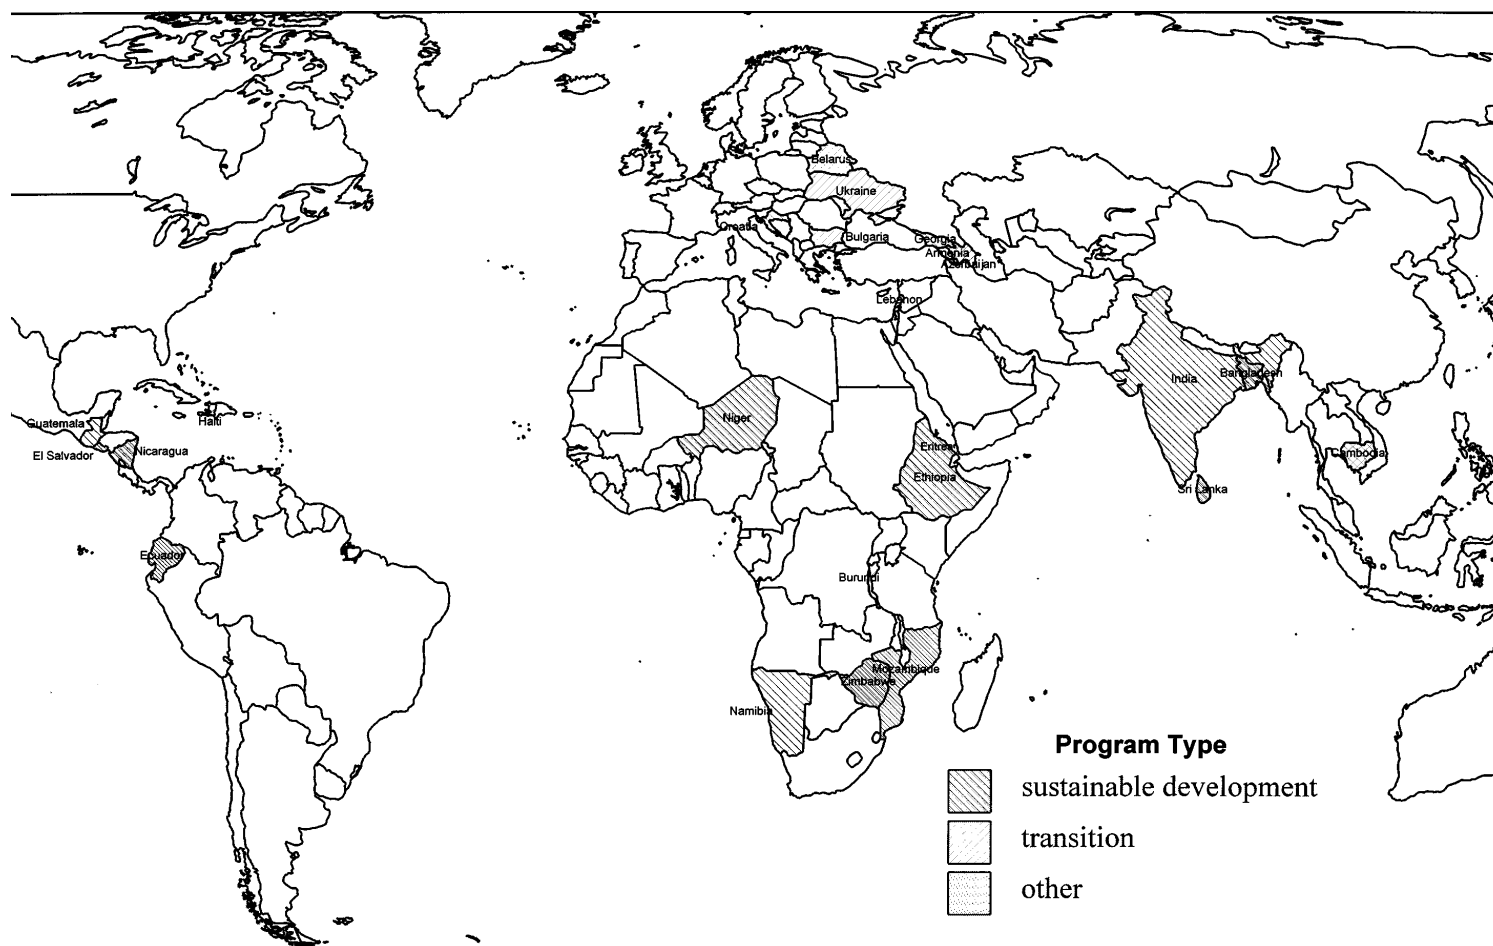 Belarus
Ukraine
Croatia
Bulgaria
Georgia
Armenia
Azerbaijan
Lebanon
India
Bangladesh
Guatemala
Haiti
Niger
El Salvador
Nicaragua
Eritrea
Cambodia
Ethiopia
Sri Lanka
Ecuador
Burundi
Mozambique
Zimbabwe
Namibia
Program Type
sustainable development
transition
other